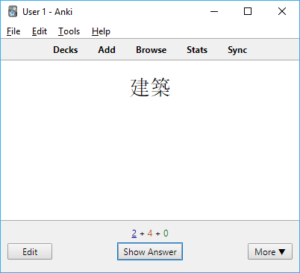 User 1 - Anki
File Edit Tools Help
Decks Add Browse Stats Sync
建築
2 + 4 + 0
Edit Show Answer More ▼